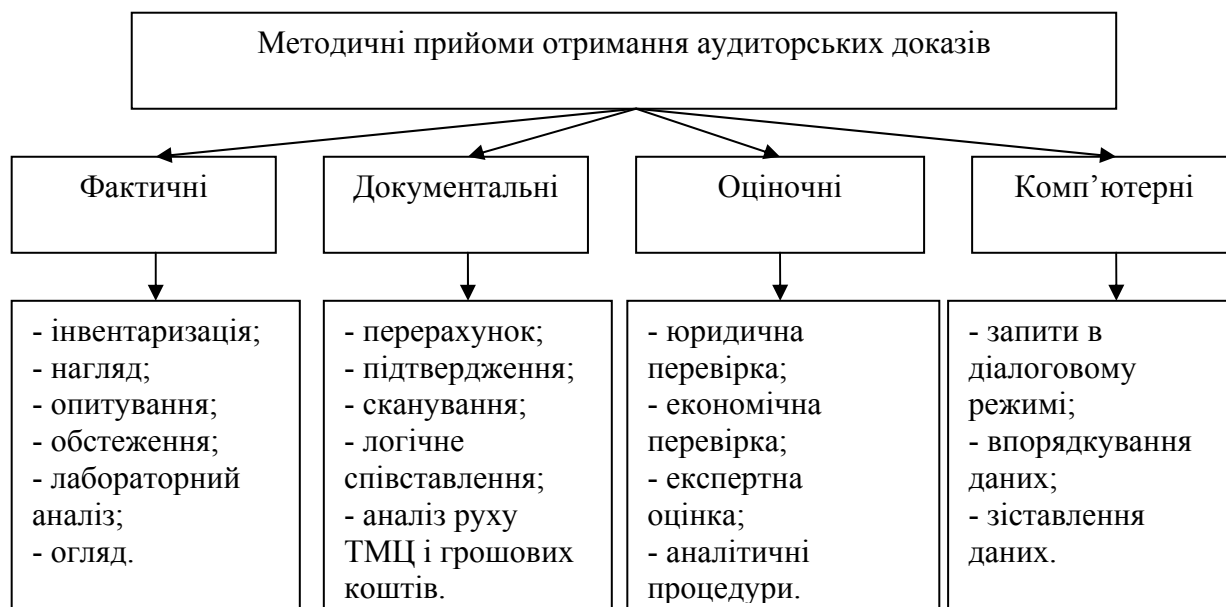 Методичні прийоми отримання аудиторських доказів
Фактичні
Документальні
Оціночні
Комп’ютерні
- інвентаризація;
- нагляд;
- опитування;
- обстеження;
- лабораторний
аналіз;
- огляд.
- перерахунок;
- підтвердження;
- сканування;
- логічне
співставлення;
- аналіз руху
ТМЦ і грошових
коштів.
- юридична
перевірка;
- економічна
перевірка;
- експертна
оцінка;
- аналітичні
процедури.
- запити в
діалоговому
режимі;
- впорядкування
даних;
- зіставлення
даних.